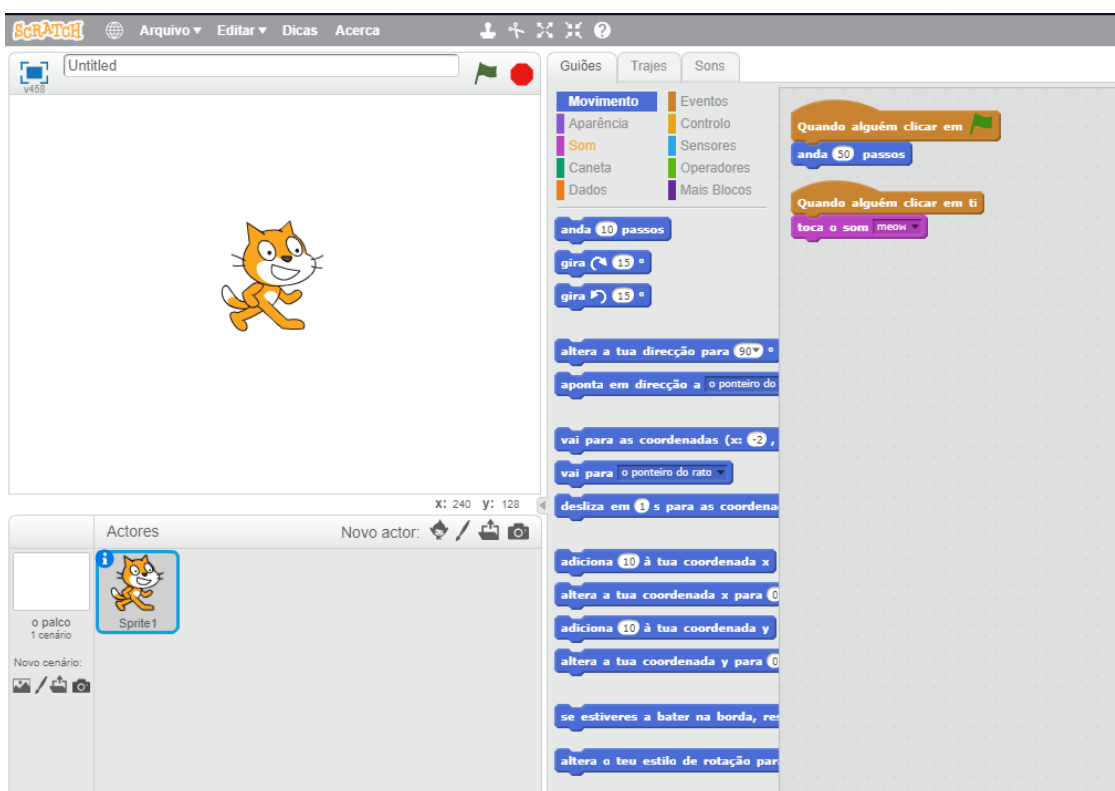 SCRATCH Arquivo Editar Dicas Acerca
v458
Untitled
x: 240 y: 128
Actores Novo actor:
o palco
1 cenário
Sprite1
Novo cenário:
Guiões Trajes Sons
Movimento Eventos
Aparência Controlo
Som Sensores
Caneta Operadores
Dados Mais Blocos
anda 10 passos
gira 15 º
gira 15 º
altera a tua direcção para 90 º
aponta em direcção a o ponteiro do
vai para as coordenadas (x: -2 ,
vai para o ponteiro do rato
desliza em 1 s para as coordena
adiciona 10 à tua coordenada x
altera a tua coordenada x para 0
adiciona 10 à tua coordenada y
altera a tua coordenada y para 0
se estiveres a bater na borda, res
altera o teu estilo de rotação par
Quando alguém clicar em
anda 50 passos
Quando alguém clicar em ti
toca o som meow